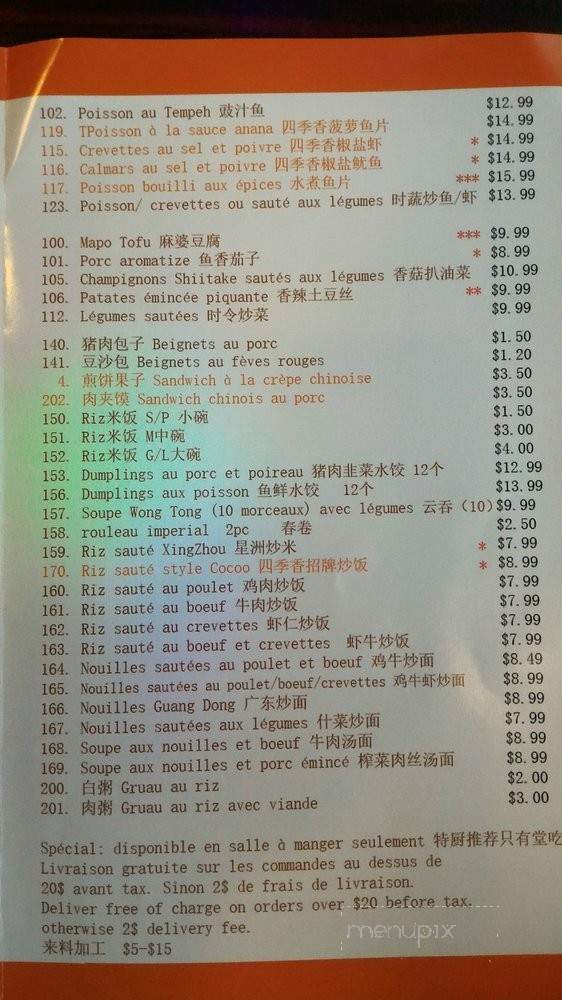 102. Poisson au Tempeh 豉汁鱼 $12.99
119. TPoisson à la sauce anana 四季香菠萝鱼片 $14.99
115. Crevettes au sel et poivre 四季香椒盐虾 * $14.99
116. Calmars au sel et poivre 四季香椒盐鱿鱼 * $14.99
117. Poisson bouilli aux épices 水煮鱼片 *** $15.99
123. Poisson/ crevettes ou sauté aux légumes 时蔬炒鱼/虾 $13.99
100. Mapo Tofu 麻婆豆腐 *** $9.99
101. Porc aromatize 鱼香茄子 * $8.99
105. Champignons Shiitake sautés aux légumes 香菇扒油菜 $10.99
106. Patates émincée piquante 香辣土豆丝 ** $9.99
112. Légumes sautées 时令炒菜 $9.99
140. 猪肉包子 Beignets au porc $1.50
141. 豆沙包 Beignets au fèves rouges $1.20
4. 煎饼果子 Sandwich à la crèpe chinoise $3.50
202. 肉夹馍 Sandwich chinois au porc $3.50
150. Riz米饭 S/P 小碗 $1.50
151. Riz米饭 M中碗 $3.00
152. Riz米饭 G/L大碗 $4.00
153. Dumplings au porc et poireau 猪肉韭菜水饺 12个 $12.99
156. Dumplings aux poisson 鱼鲜水饺 12个 $13.99
157. Soupe Wong Tong (10 morceaux) avec légumes 云吞（10） $9.99
158. rouleau imperial 2pc 春卷 $2.50
159. Riz sauté XingZhou 星洲炒米 * $7.99
170. Riz sauté style Cocoo 四季香招牌炒饭 * $8.99
160. Riz sauté au poulet 鸡肉炒饭 $7.99
161. Riz sauté au boeuf 牛肉炒饭 $7.99
162. Riz sauté au crevettes 虾仁炒饭 $7.99
163. Riz sauté au boeuf et crevettes 虾牛炒饭 $7.99
164. Nouilles sautées au poulet et boeuf 鸡牛炒面 $8.49
165. Nouilles sautées au poulet/boeuf/crevettes 鸡牛虾炒面 $8.99
166. Nouilles Guang Dong 广东炒面 $8.99
167. Nouilles sautées aux légumes 什菜炒面 $7.99
168. Soupe aux nouilles et boeuf 牛肉汤面 $8.99
169. Soupe aux nouilles et porc émincé 榨菜肉丝汤面 $8.99
200. 白粥 Gruau au riz $2.00
201. 肉粥 Gruau au riz avec viande $3.00
Spécial: disponible en salle à manger seulement 特厨推荐只有堂吃
Livraison gratuite sur les commandes au dessus de
20$ avant tax. Sinon 2$ de frais de livraison.
Deliver free of charge on orders over $20 before tax.
otherwise 2$ delivery fee.
来料加工 $5-$15
menupix